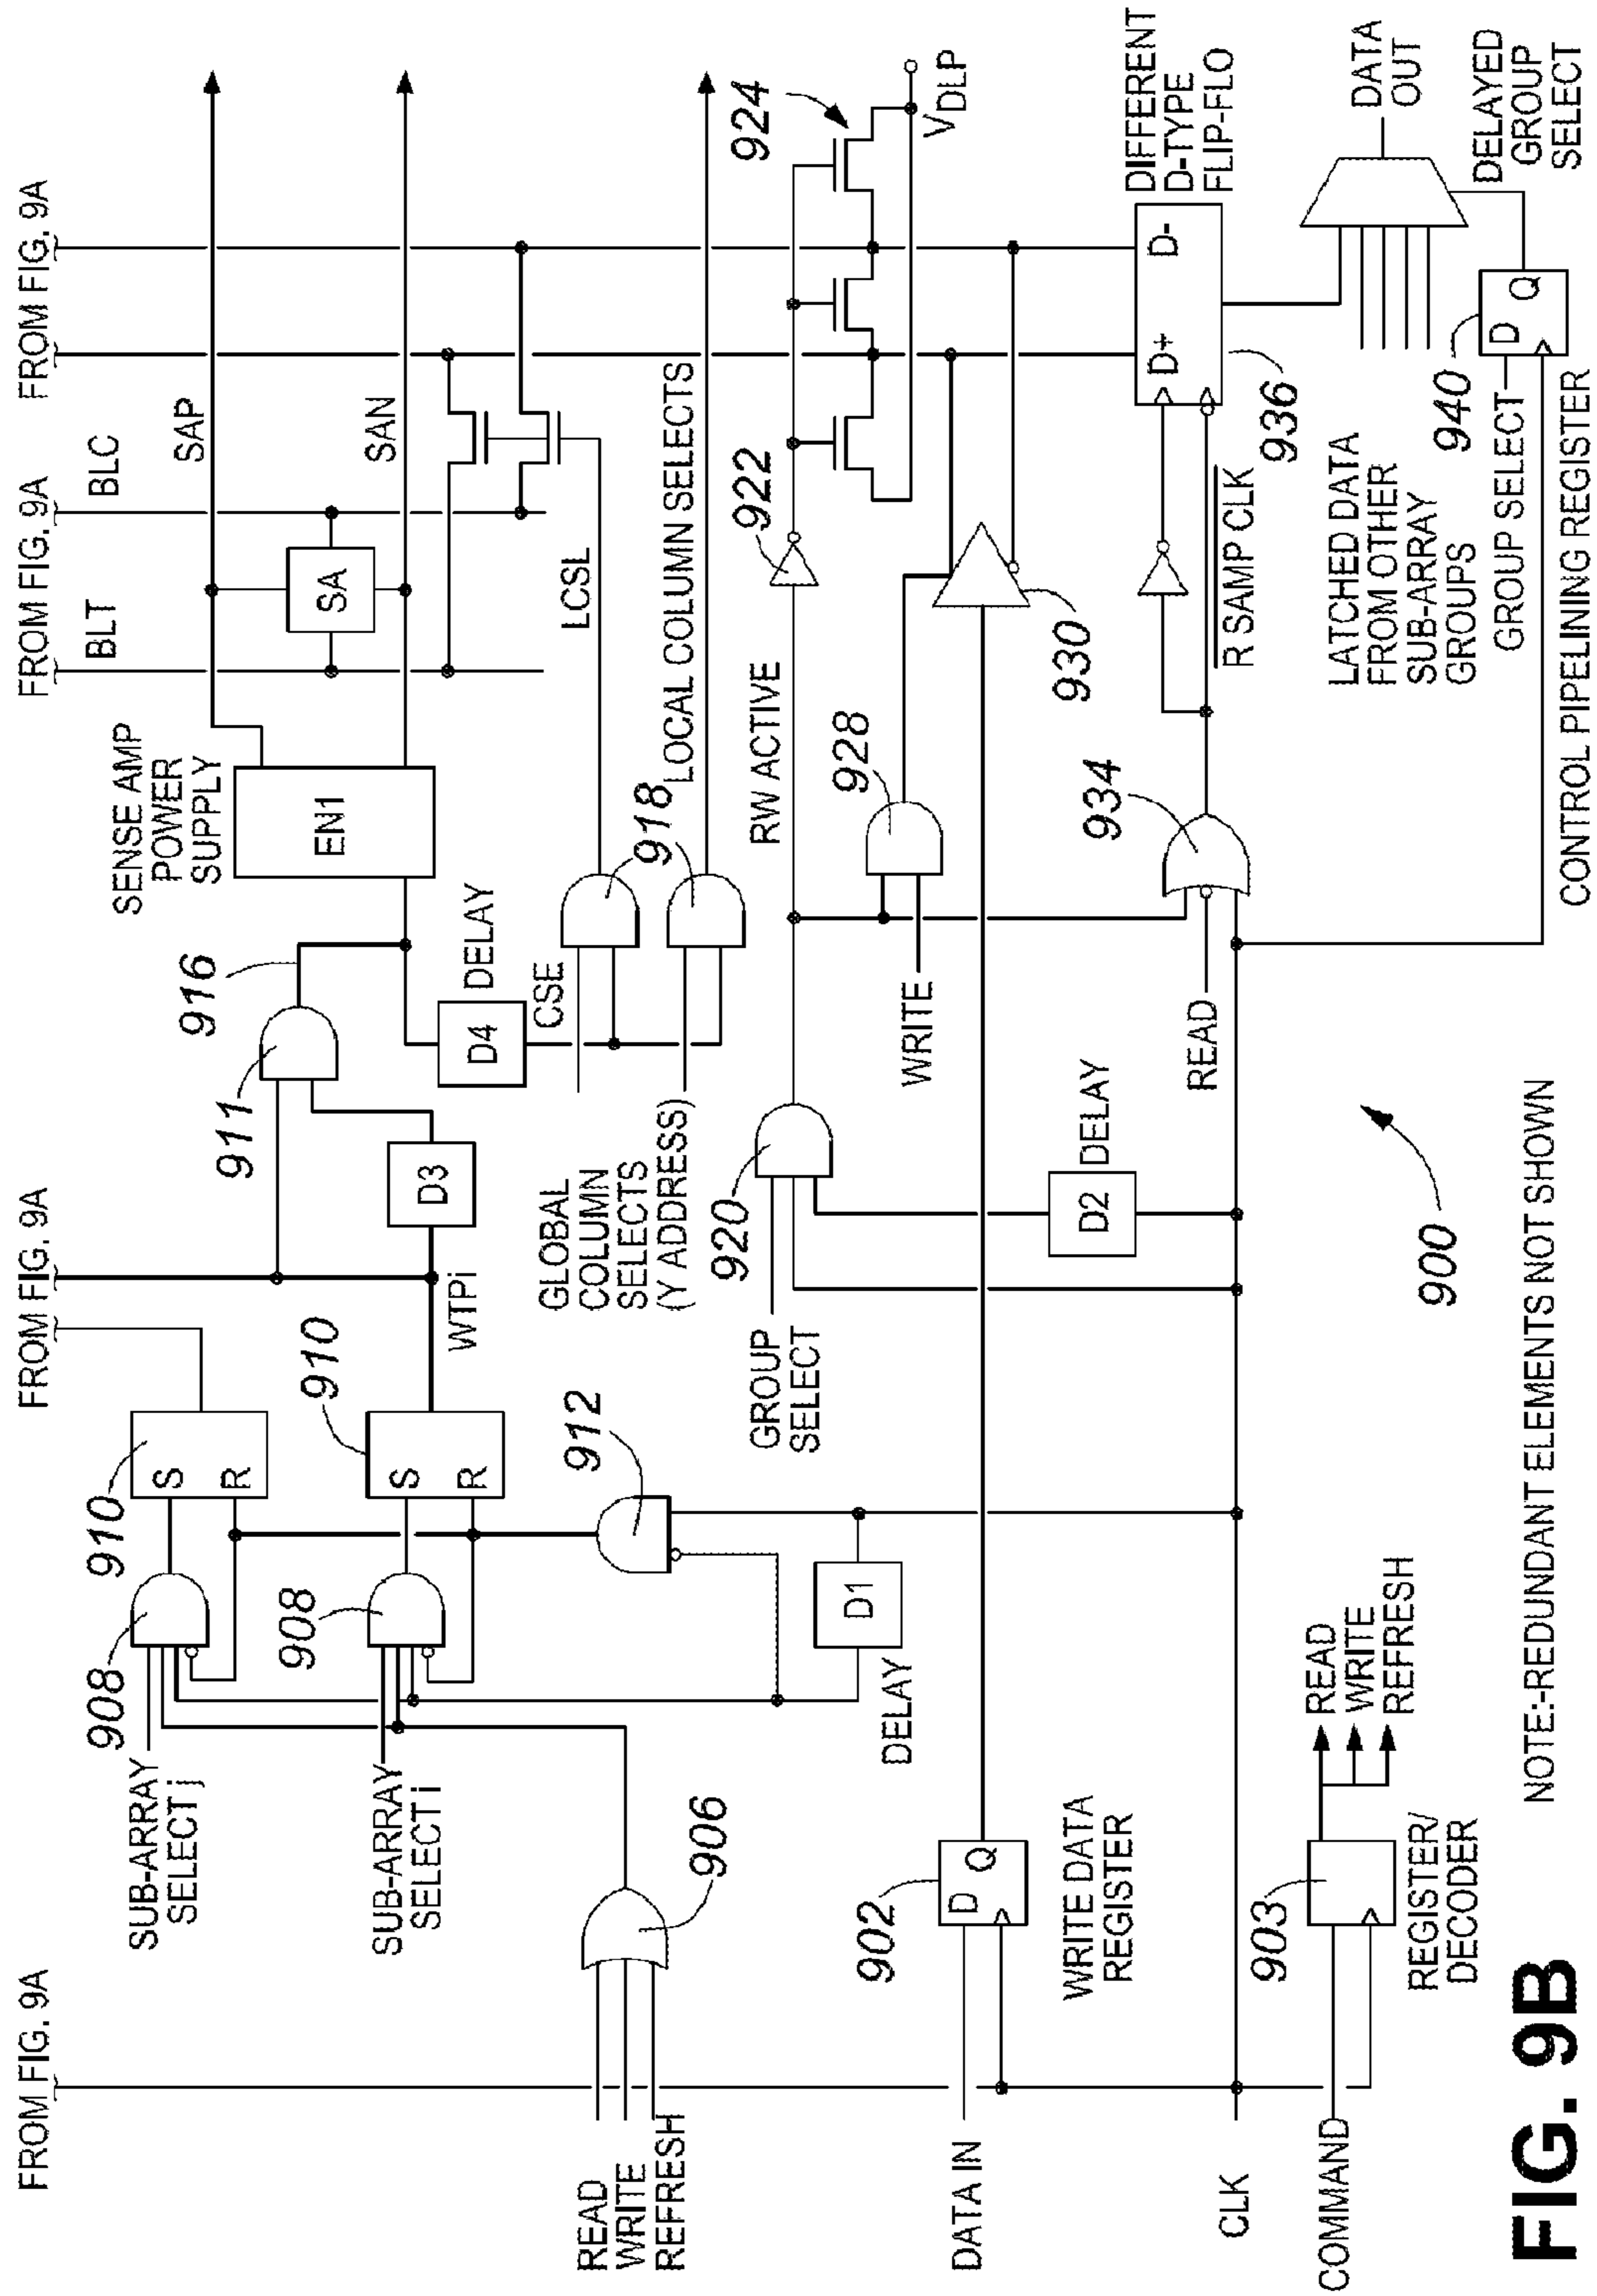 FROM FIG. 9A
FROM FIG. 9A
FROM FIG. 9A
FROM FIG. 9A
FROM FIG. 9A
BLT
BLC
SENSE AMP
POWER
SUPPLY
EN1
SA
SAP
SAN
908
910
S
R
SUB-ARRAY
SELECT j
908
910
S
R
SUB-ARRAY
SELECT i
WTPi
D3
911
916
D4
DELAY
CSE
LCSL
918
LOCAL COLUMN SELECTS
GLOBAL
COLUMN
SELECTS
(Y ADDRESS)
READ
WRITE
REFRESH
906
912
D1
DELAY
GROUP
SELECT
920
RW ACTIVE
922
924
VDLP
WRITE
928
930
DATA IN
902
D
Q
WRITE DATA
REGISTER
D2
DELAY
READ
934
R SAMP CLK
936
D+
D-
DIFFERENT
D-TYPE
FLIP-FLO
CLK
COMMAND
903
REGISTER/
DECODER
READ
WRITE
REFRESH
LATCHED DATA
FROM OTHER
SUB-ARRAY
GROUPS
DATA
OUT
GROUP SELECT
940
D
Q
DELAYED
GROUP
SELECT
CONTROL PIPELINING REGISTER
900
NOTE:-REDUNDANT ELEMENTS NOT SHOWN
FIG. 9B